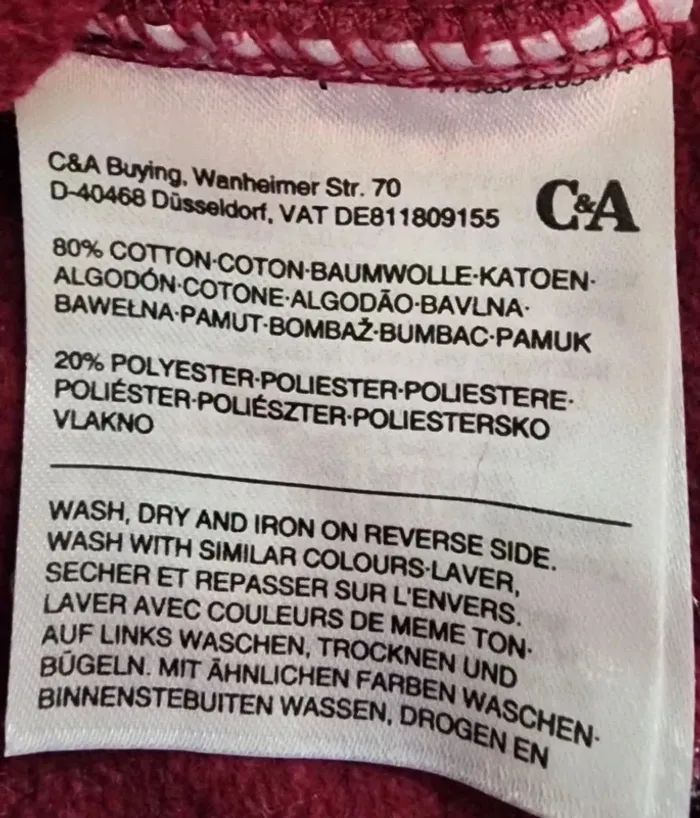 C&A Buying, Wanheimer Str. 70
D-40468 Düsseldorf, VAT DE811809155
C&A
80% COTTON·COTON·BAUMWOLLE·KATOEN·
ALGODÓN·COTONE·ALGODÃO·BAVLNA·
BAWEŁNA·PAMUT·BOMBAŽ·BUMBAC·PAMUK
20% POLYESTER·POLIESTER·POLIESTERE·
POLIÉSTER·POLIÉSZTER·POLIESTERSKO
VLAKNO
WASH, DRY AND IRON ON REVERSE SIDE.
WASH WITH SIMILAR COLOURS·LAVER,
SECHER ET REPASSER SUR L'ENVERS.
LAVER AVEC COULEURS DE MEME TON·
AUF LINKS WASCHEN, TROCKNEN UND
BÜGELN. MIT ÄHNLICHEN FARBEN WASCHEN·
BINNENSTEBUITEN WASSEN, DROGEN EN